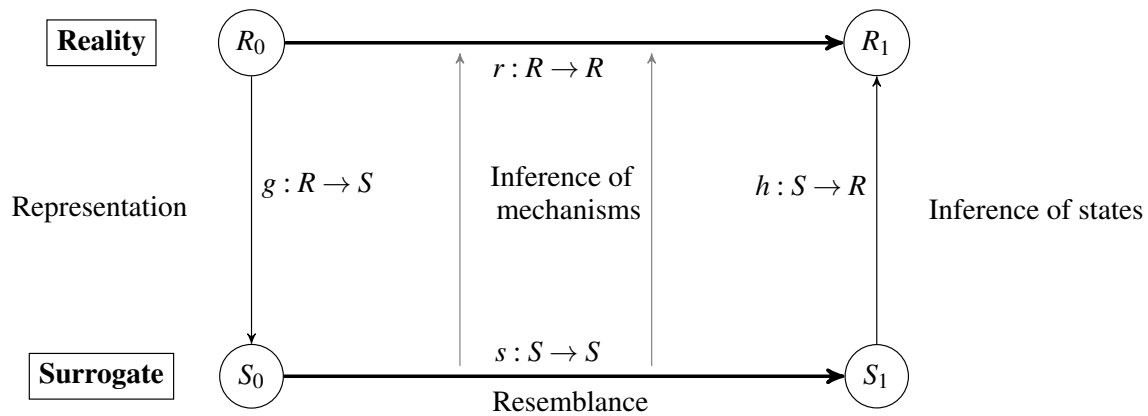 Reality
R₀
R₁
r : R → R
g : R → S
Inference of
mechanisms
h : S → R
Representation
Inference of states
s : S → S
Surrogate
S₀
S₁
Resemblance